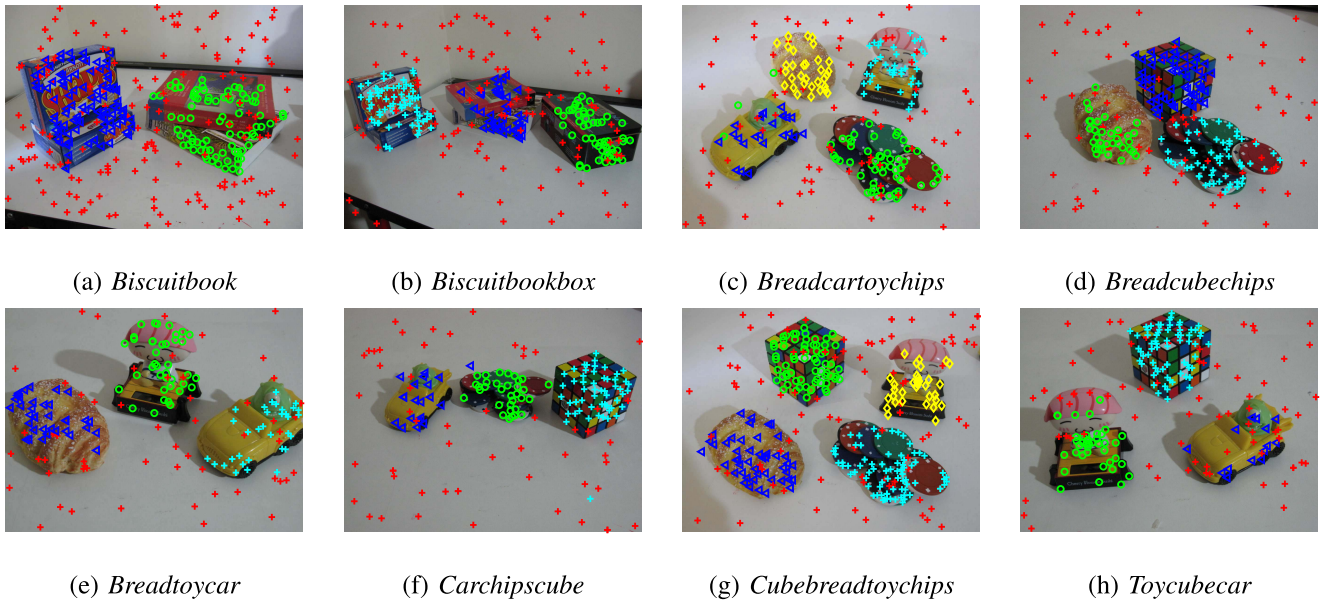 (a) Biscuitbook
(b) Biscuitbookbox
(c) Breadcartoychips
(d) Breadcubechips
(e) Breadtoycar
(f) Carchipscube
(g) Cubebreadtoychips
(h) Toycubecar